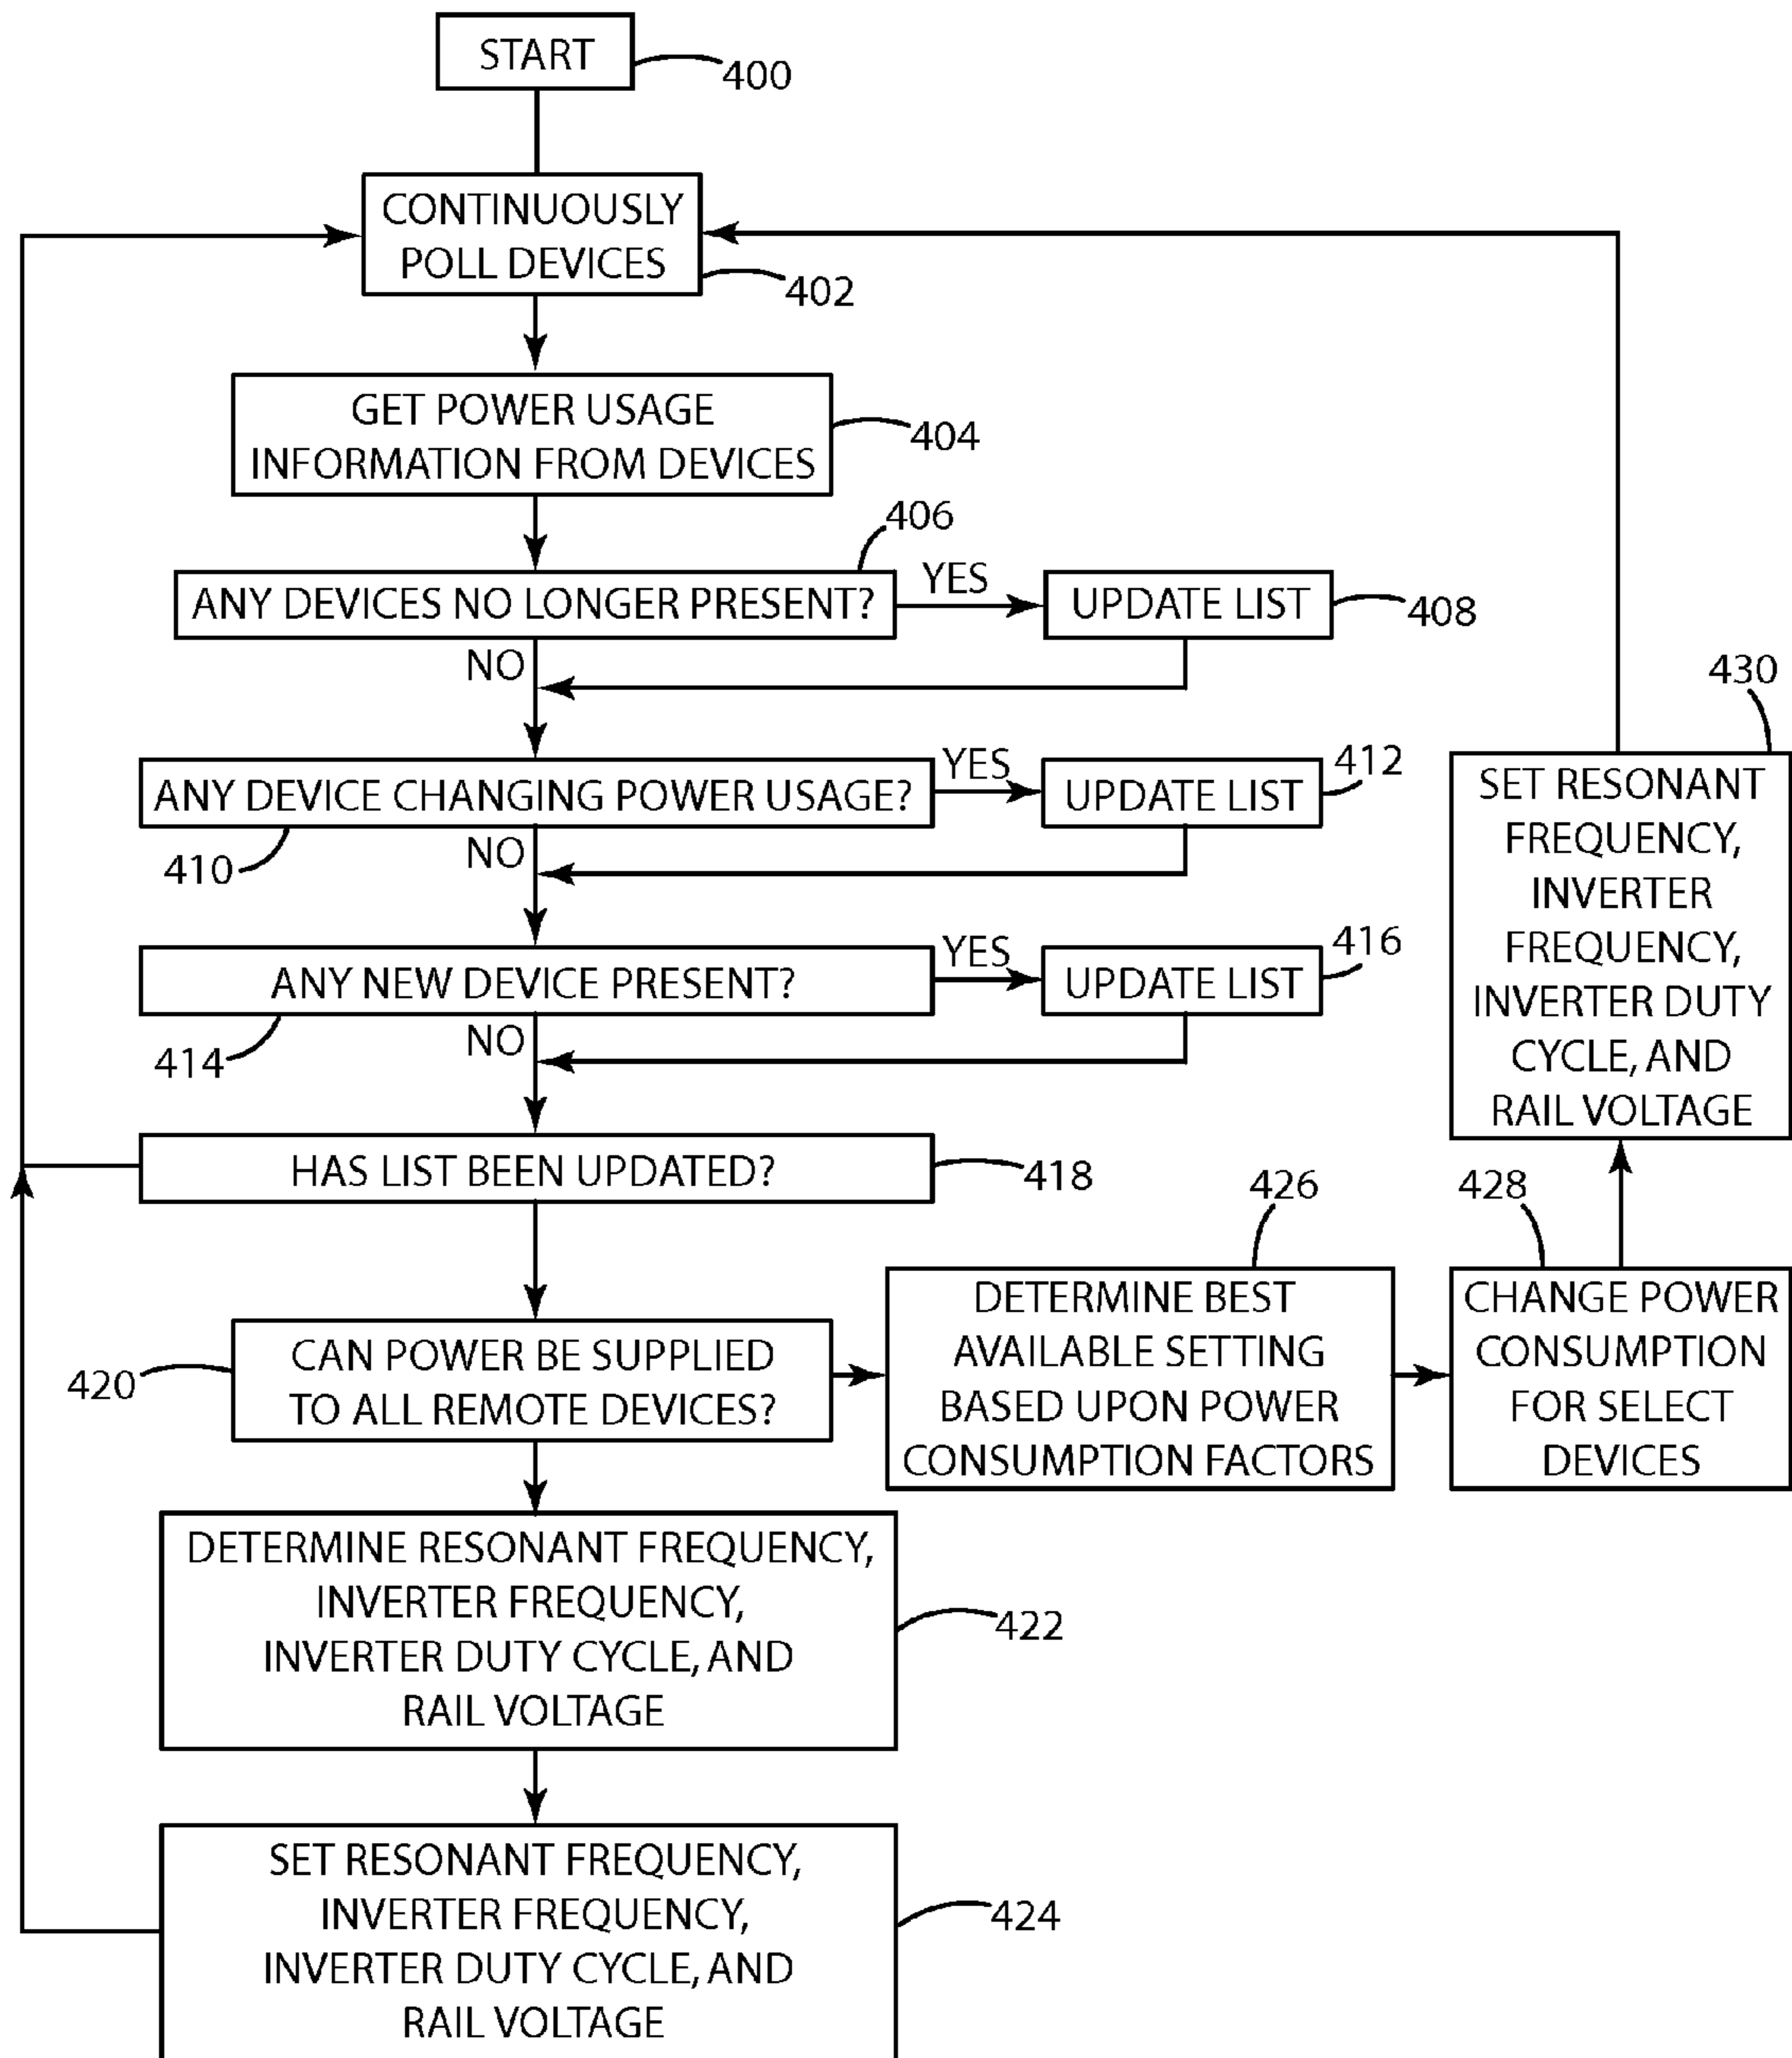 START
400
CONTINUOUSLY
POLL DEVICES
402
GET POWER USAGE
INFORMATION FROM DEVICES
404
406
ANY DEVICES NO LONGER PRESENT?
YES
UPDATE LIST
408
NO
ANY DEVICE CHANGING POWER USAGE?
YES
UPDATE LIST
412
410
NO
ANY NEW DEVICE PRESENT?
YES
UPDATE LIST
416
414
NO
HAS LIST BEEN UPDATED?
418
420
CAN POWER BE SUPPLIED
TO ALL REMOTE DEVICES?
426
DETERMINE BEST
AVAILABLE SETTING
BASED UPON POWER
CONSUMPTION FACTORS
428
CHANGE POWER
CONSUMPTION
FOR SELECT
DEVICES
430
SET RESONANT
FREQUENCY,
INVERTER
FREQUENCY,
INVERTER DUTY
CYCLE, AND
RAIL VOLTAGE
DETERMINE RESONANT FREQUENCY,
INVERTER FREQUENCY,
INVERTER DUTY CYCLE, AND
RAIL VOLTAGE
422
SET RESONANT FREQUENCY,
INVERTER FREQUENCY,
INVERTER DUTY CYCLE, AND
RAIL VOLTAGE
424